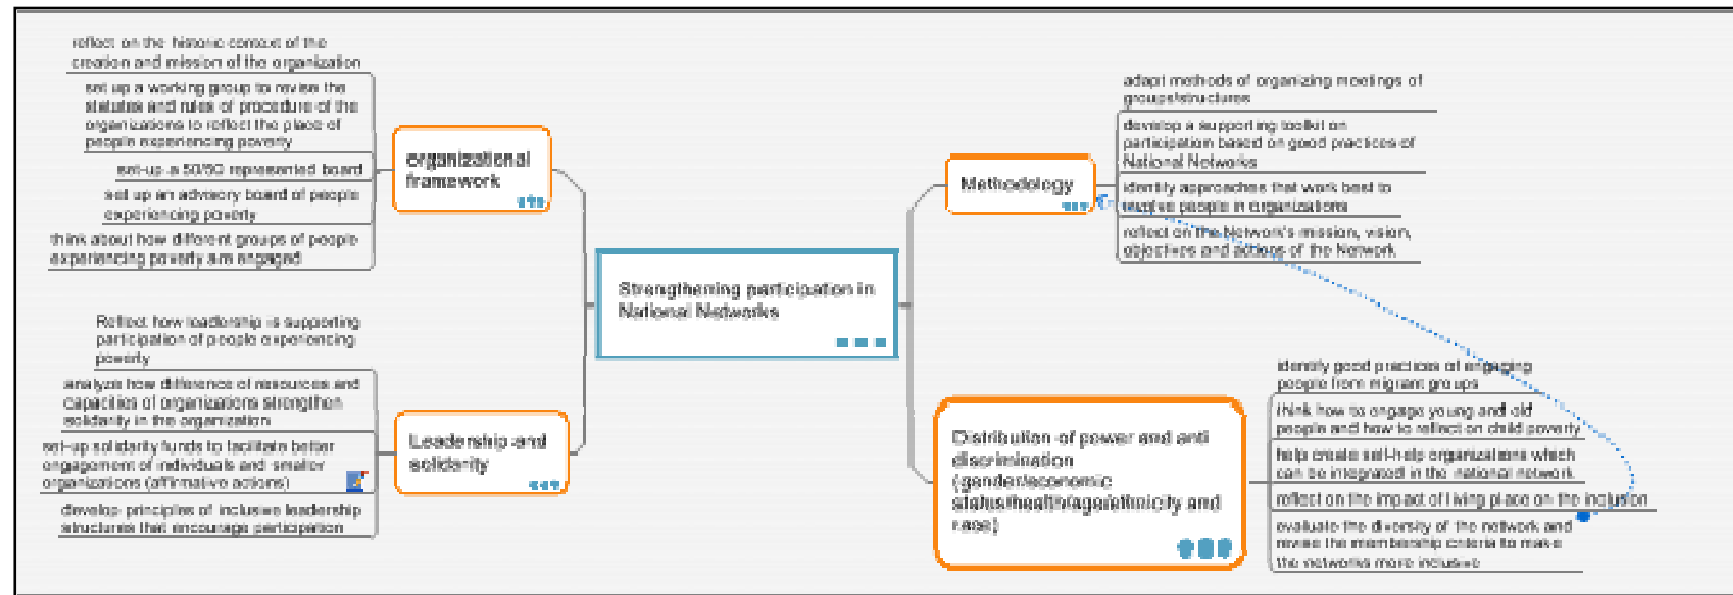 reflect on the historic context of the
creation and mission of the organization
set up a working group to review the
statutes and rules of procedure of the
organizations to reflect the place of
people experiencing poverty
set-up a 50/50 represented board
set up an advisory board of people
experiencing poverty
think about how different groups of people
experiencing poverty are engaged
organizational
framework
Reflect how leadership is supporting
participation of people experiencing
poverty
analyze how difference of resources and
capacities of organizations strengthen
solidarity in the organization
set-up solidarity funds to facilitate better
engagement of individuals and smaller
organizations (affirmative actions)
develop principles of inclusive leadership
structures that encourage participation
Leadership and
solidarity
Strengthening participation in
National Networks
Methodology
adapt methods of organizing meetings of
groups/structures
develop a supporting toolkit on
participation based on good practices of
National Networks
identify approaches that work best to
involve people in organizations
reflect on the Network's mission, vision,
objectives and actions of the Network
Distribution of power and anti
discrimination
(gender/economic
status/health/age/ethnicity and
race)
identify good practices of engaging
people from migrant groups
think how to engage young and old
people and how to reflect on child poverty
help create self-help organizations which
can be integrated in the national network
reflect on the impact of living place on the inclusion
evaluate the diversity of the network and
review the membership criteria to make
the networks more inclusive